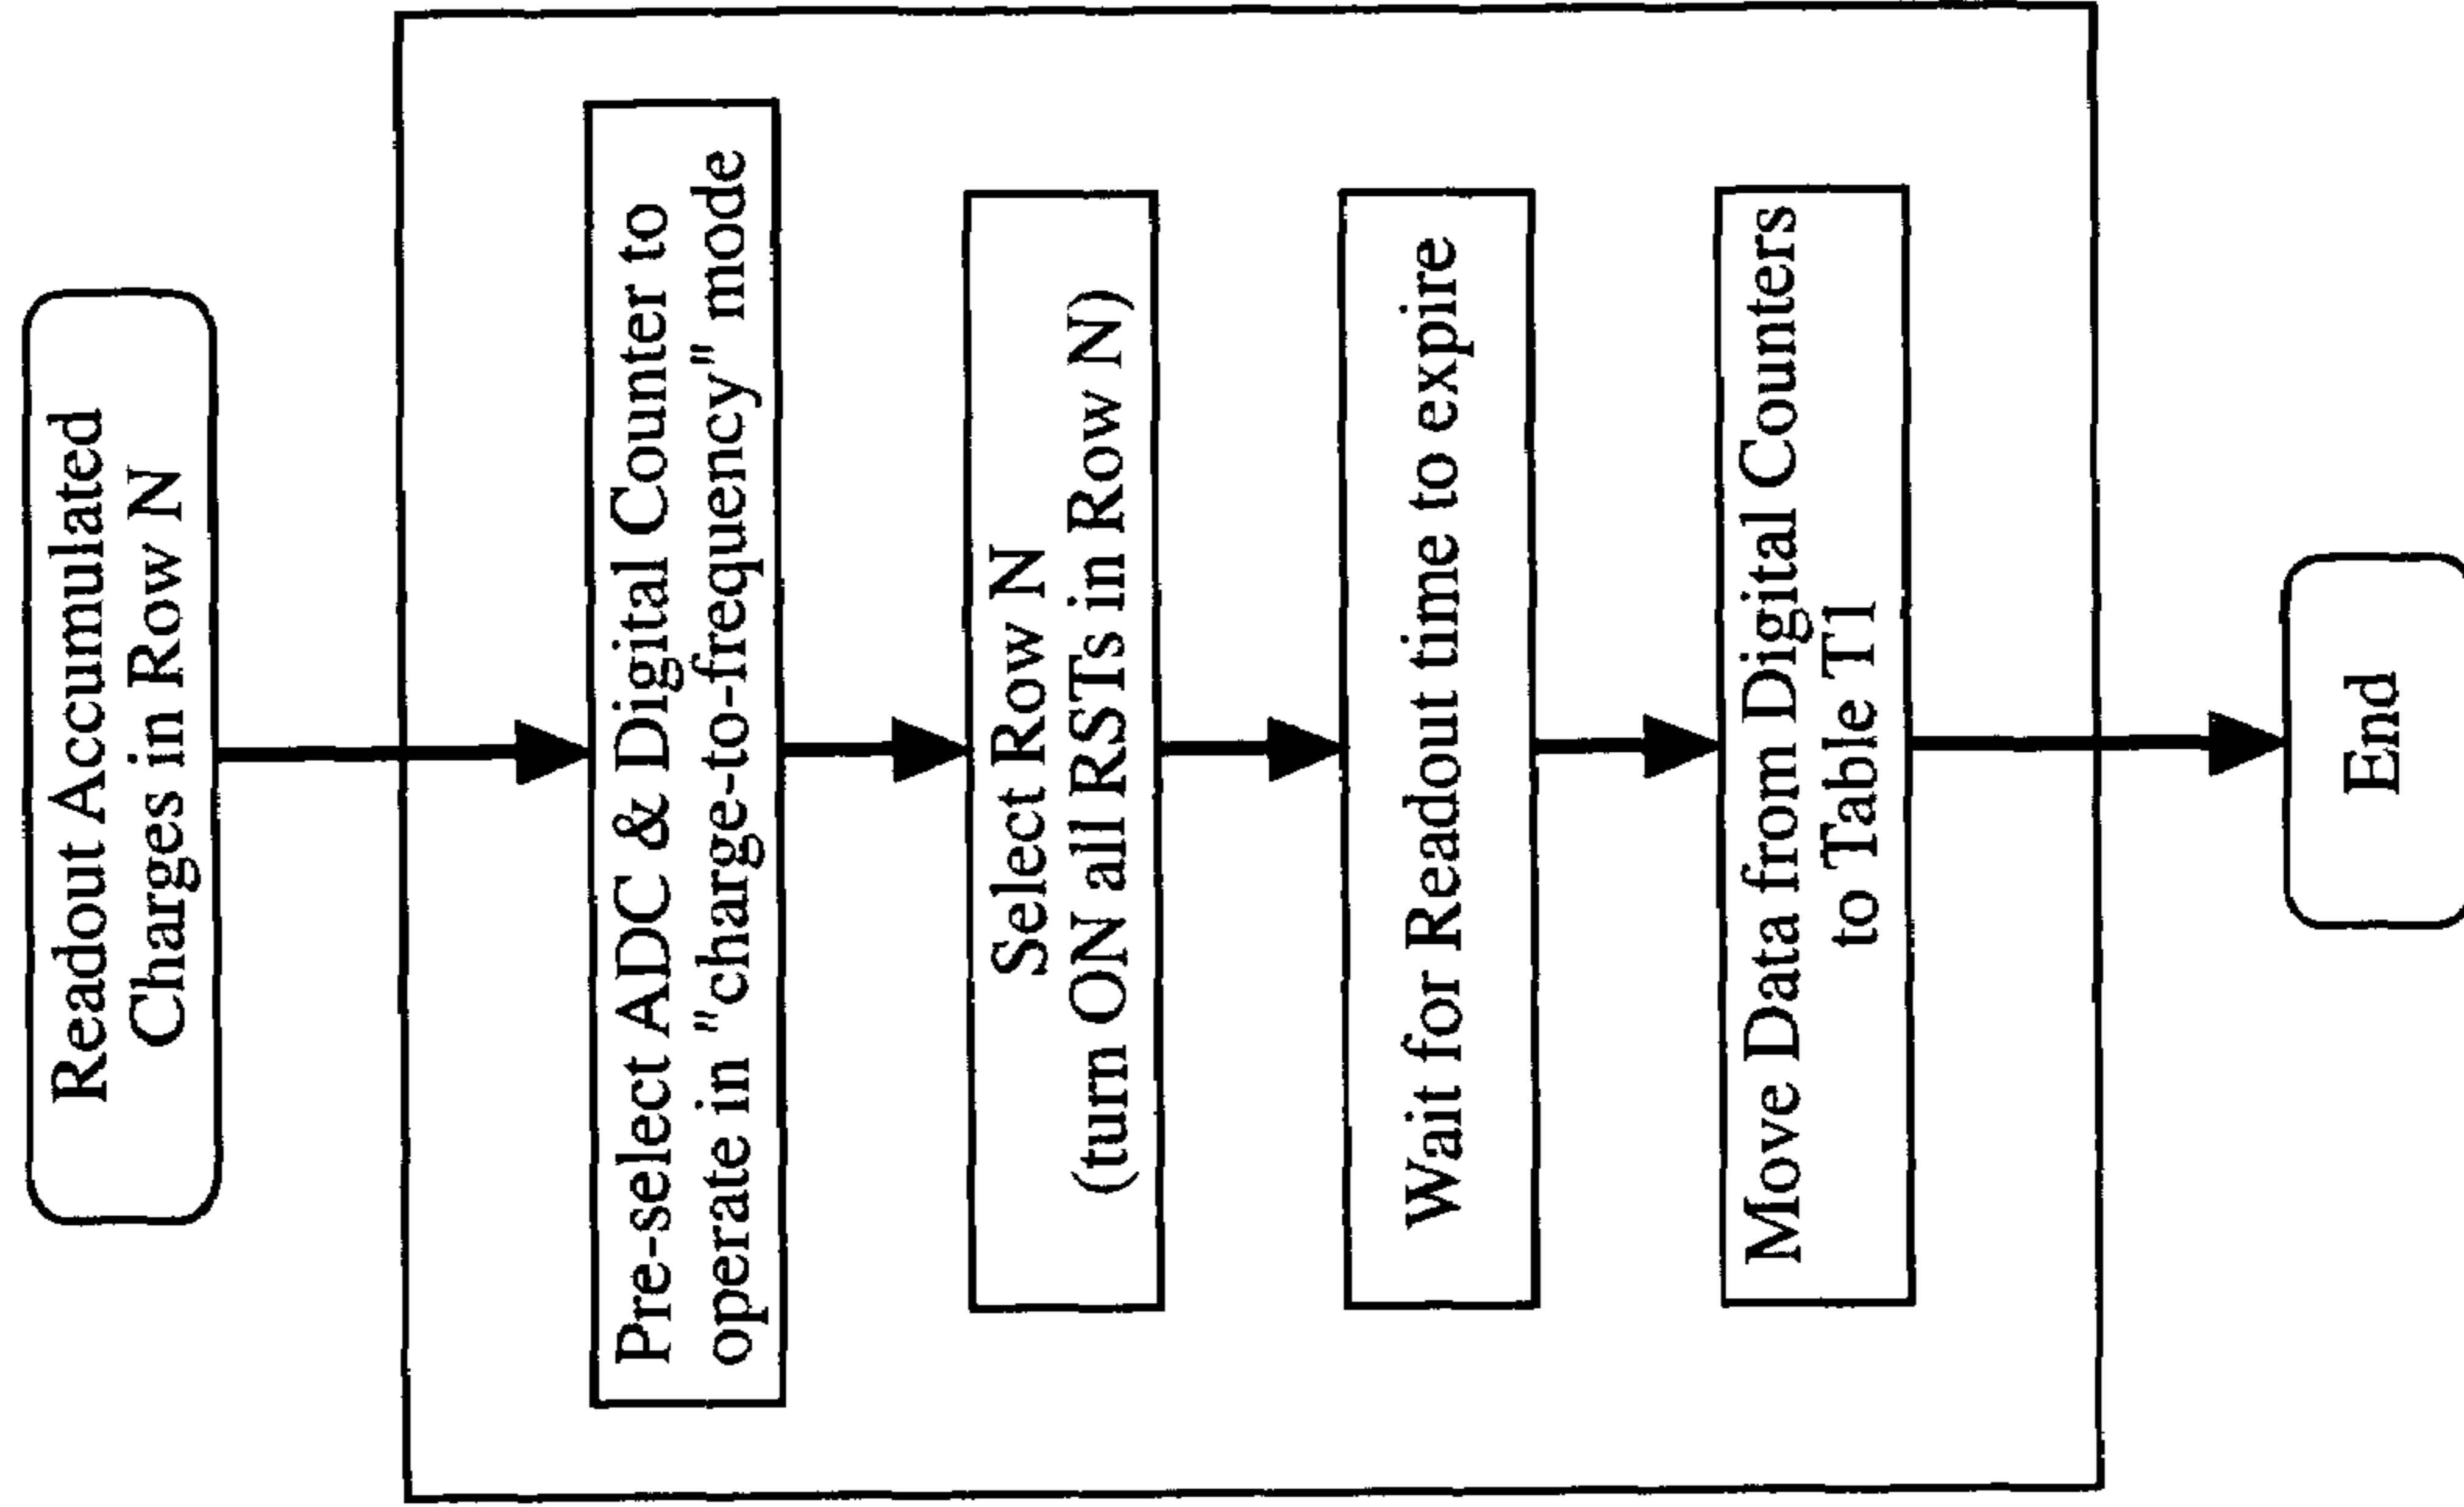 Readout Accumulated
Charges in Row N
Pre-select ADC & Digital Counter to
operate in "charge-to-frequency" mode
Select Row N
(turn ON all RSTs in Row N)
Wait for Readout time to expire
Move Data from Digital Counters
to Table T1
End